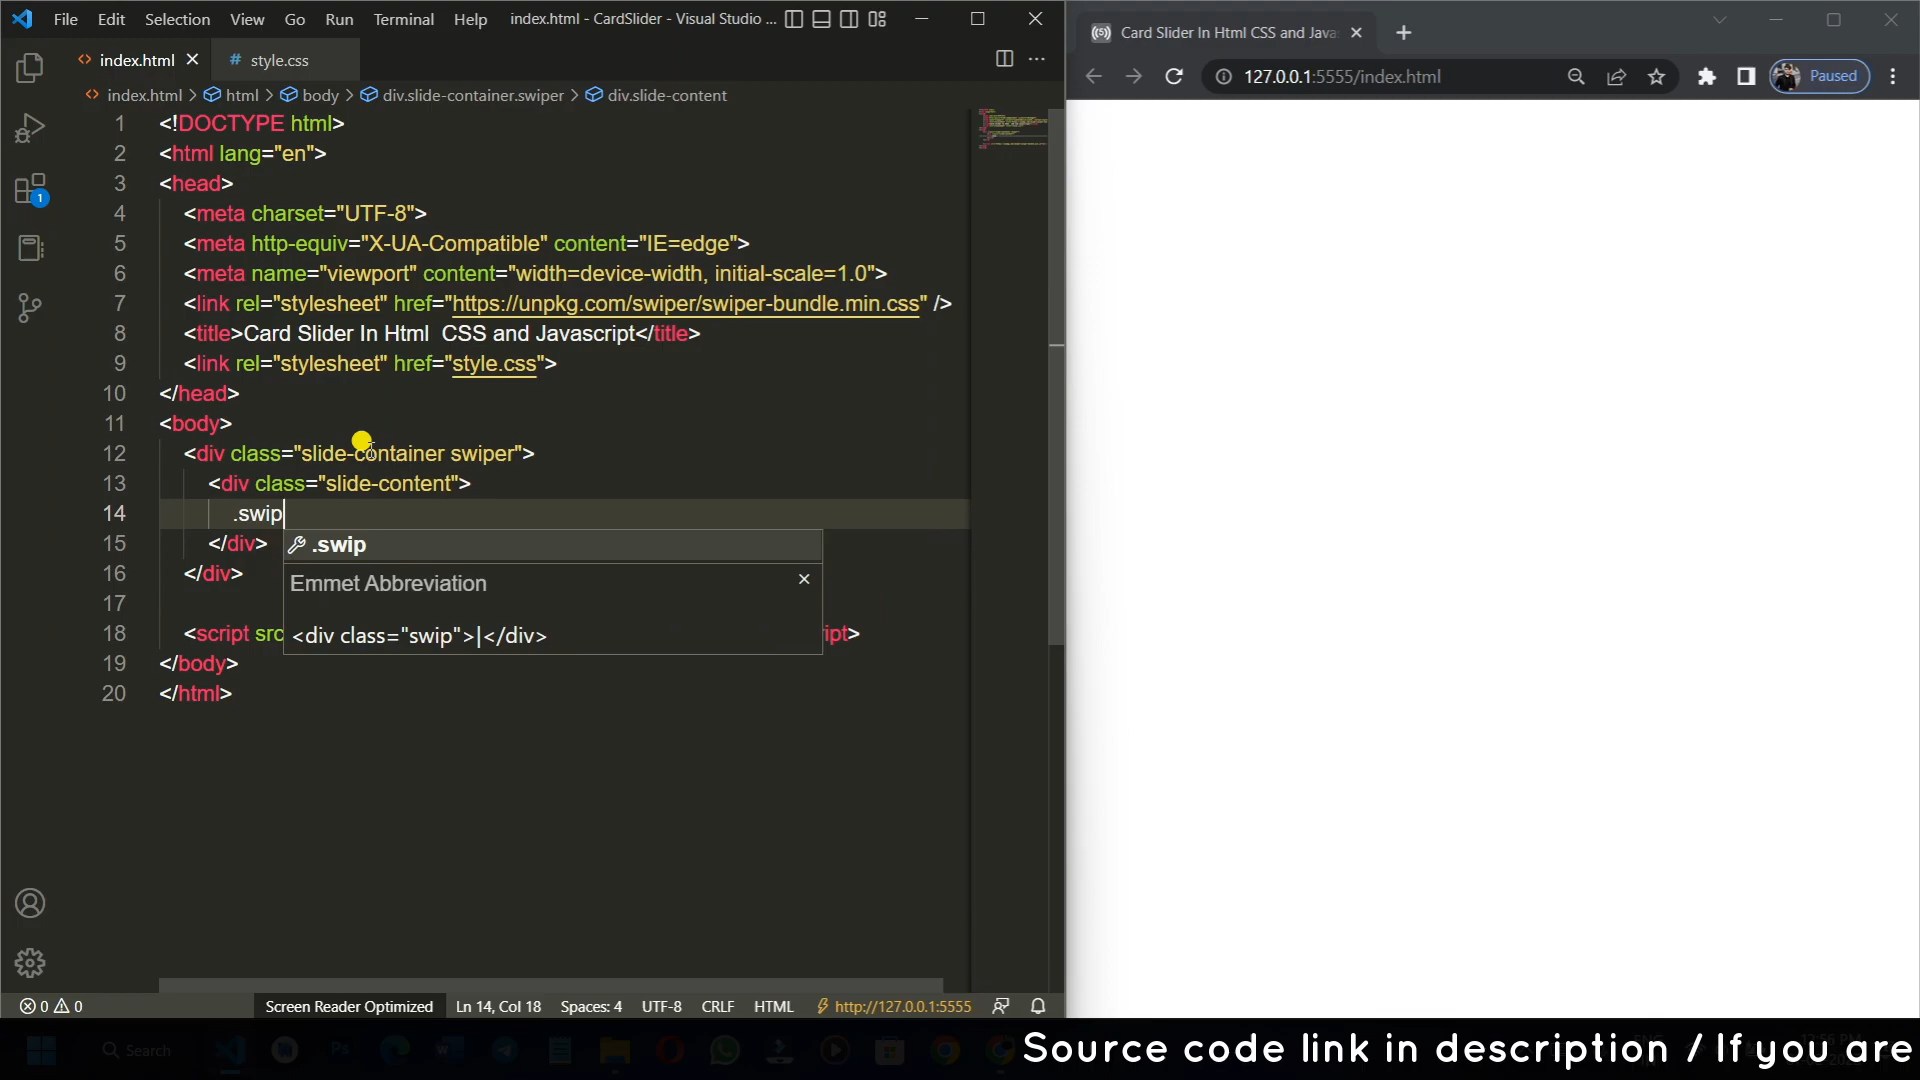 File Edit Selection View Go Run Terminal Help index.html - CardSlider - Visual Studio ...
index.html style.css
index.html > html > body > div.slide-container.swiper > div.slide-content
1 <!DOCTYPE html>
2 <html lang="en">
3 <head>
4 <meta charset="UTF-8">
5 <meta http-equiv="X-UA-Compatible" content="IE=edge">
6 <meta name="viewport" content="width=device-width, initial-scale=1.0">
7 <link rel="stylesheet" href="https://unpkg.com/swiper/swiper-bundle.min.css" />
8 <title>Card Slider In Html  CSS and Javascript</title>
9 <link rel="stylesheet" href="style.css">
10 </head>
11 <body>
12 <div class="slide-container swiper">
13 <div class="slide-content">
14 .swip
15 </div>
16 </div>
17
18 <script src ipt>
19 </body>
20 </html>
.swip
Emmet Abbreviation
<div class="swip">|</div>
1
0 0 Screen Reader Optimized Ln 14, Col 18 Spaces: 4 UTF-8 CRLF HTML http://127.0.0.1:5555
Card Slider In Html CSS and Java
127.0.0.1:5555/index.html Paused
Search
Source code link in description / If you are